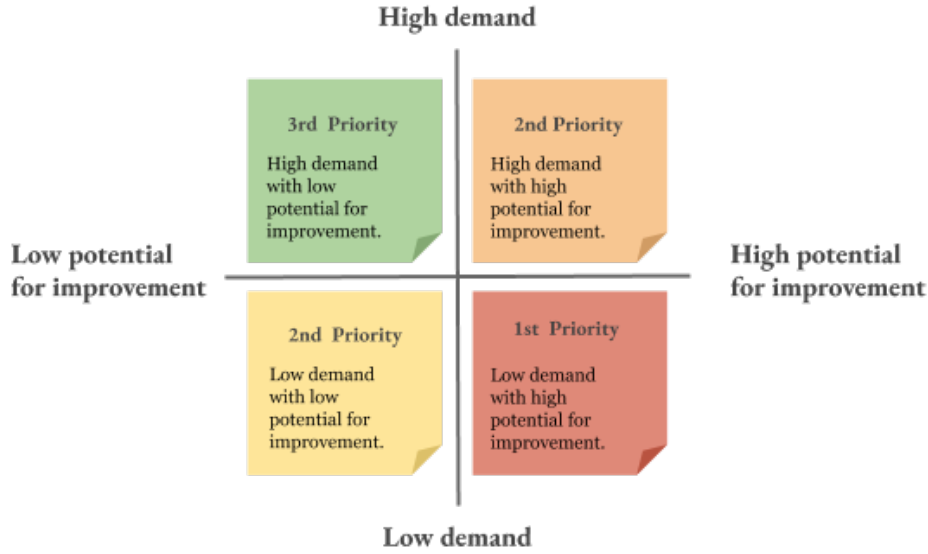 High demand
3rd Priority
High demand
with low
potential for
improvement.
2nd Priority
High demand
with high
potential for
improvement.
Low potential
for improvement
High potential
for improvement
2nd Priority
Low demand
with low
potential for
improvement.
1st Priority
Low demand
with high
potential for
improvement.
Low demand